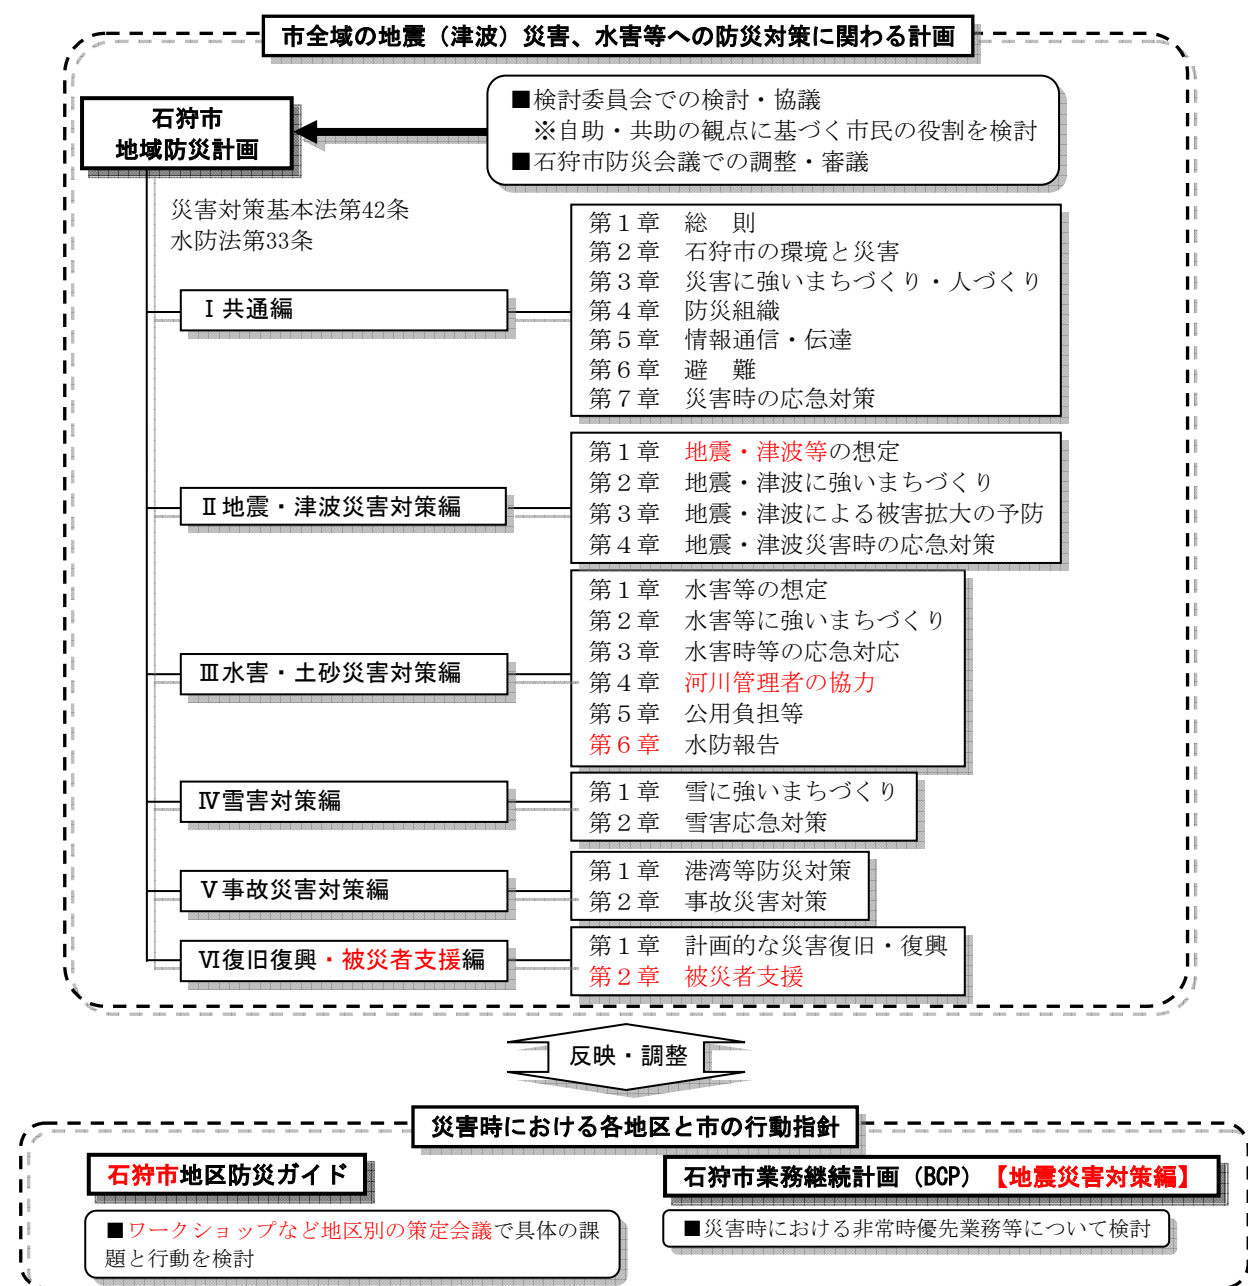 市全域の地震（津波）災害、水害等への防災対策に関わる計画
石狩市
地域防災計画
■検討委員会での検討・協議
※自助・共助の観点に基づく市民の役割を検討
■石狩市防災会議での調整・審議
災害対策基本法第42条
水防法第33条
Ⅰ共通編
第１章　総　則
第２章　石狩市の環境と災害
第３章　災害に強いまちづくり・人づくり
第４章　防災組織
第５章　情報通信・伝達
第６章　避　難
第７章　災害時の応急対策
Ⅱ地震・津波災害対策編
第１章　地震・津波等の想定
第２章　地震・津波に強いまちづくり
第３章　地震・津波による被害拡大の予防
第４章　地震・津波災害時の応急対策
Ⅲ水害・土砂災害対策編
第１章　水害等の想定
第２章　水害等に強いまちづくり
第３章　水害時等の応急対応
第４章　河川管理者の協力
第５章　公用負担等
第６章　水防報告
Ⅳ雪害対策編
第１章　雪に強いまちづくり
第２章　雪害応急対策
Ⅴ事故災害対策編
第１章　港湾等防災対策
第２章　事故災害対策
Ⅵ復旧復興・被災者支援編
第１章　計画的な災害復旧・復興
第２章　被災者支援
反映・調整
災害時における各地区と市の行動指針
石狩市地区防災ガイド
■ワークショップなど地区別の策定会議で具体の課
題と行動を検討
石狩市業務継続計画（BCP）【地震災害対策編】
■災害時における非常時優先業務等について検討